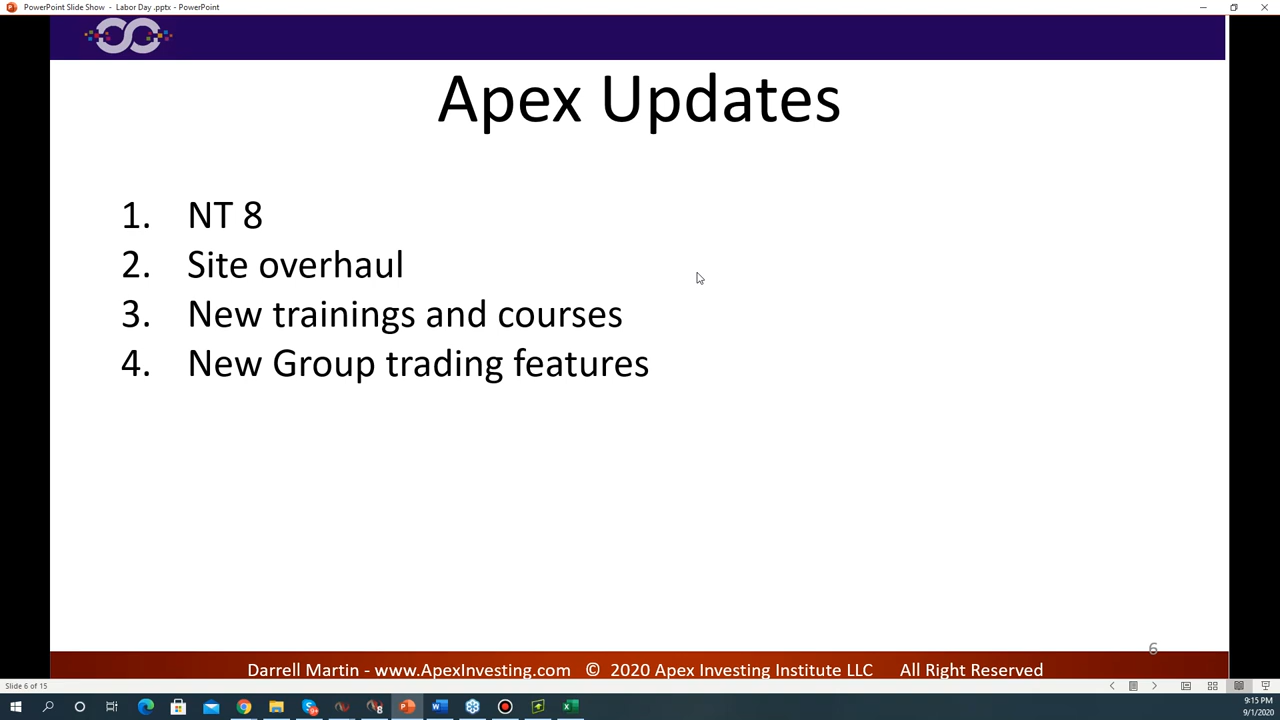 PowerPoint Slide Show - Labor Day .pptx - PowerPoint
Apex Updates
1. NT 8
2. Site overhaul
3. New trainings and courses
4. New Group trading features
6
Darrell Martin - www.ApexInvesting.com © 2020 Apex Investing Institute LLC All Right Reserved
Slide 6 of 15
9:15 PM
9/1/2020